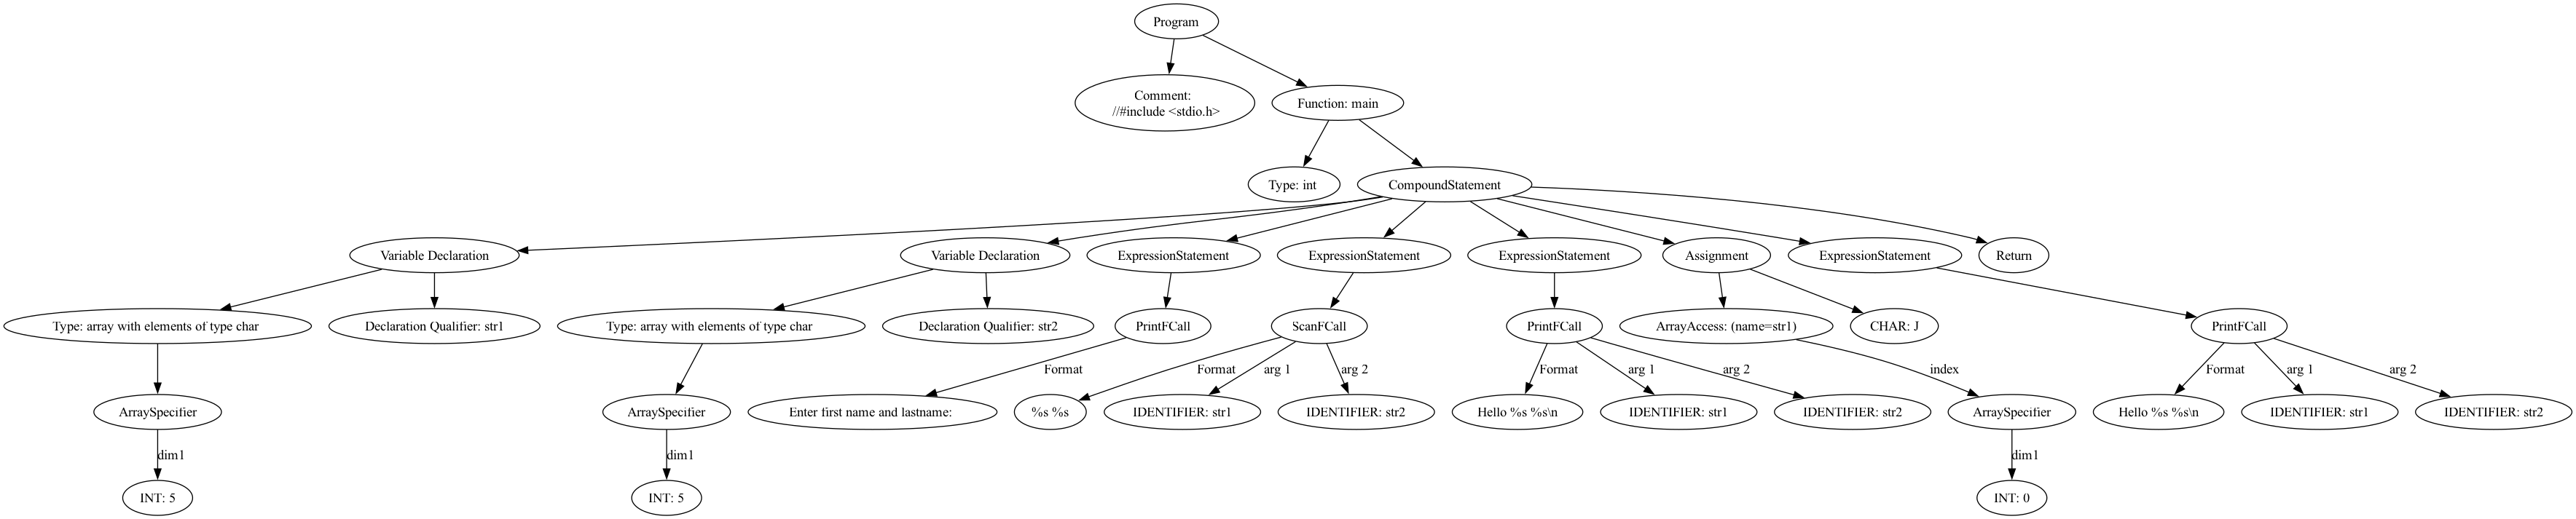 Program
Comment:
//#include <stdio.h>
Function: main
Type: int
CompoundStatement
Variable Declaration
Variable Declaration
ExpressionStatement
ExpressionStatement
ExpressionStatement
Assignment
ExpressionStatement
Return
Type: array with elements of type char
Declaration Qualifier: str1
Type: array with elements of type char
Declaration Qualifier: str2
PrintFCall
ScanFCall
PrintFCall
ArrayAccess: (name=str1)
CHAR: J
PrintFCall
Format
Format
arg 1
arg 2
Format
arg 1
arg 2
index
Format
arg 1
arg 2
ArraySpecifier
ArraySpecifier
Enter first name and lastname:
%s %s
IDENTIFIER: str1
IDENTIFIER: str2
Hello %s %s\n
IDENTIFIER: str1
IDENTIFIER: str2
ArraySpecifier
Hello %s %s\n
IDENTIFIER: str1
IDENTIFIER: str2
dim1
dim1
dim1
INT: 5
INT: 5
INT: 0